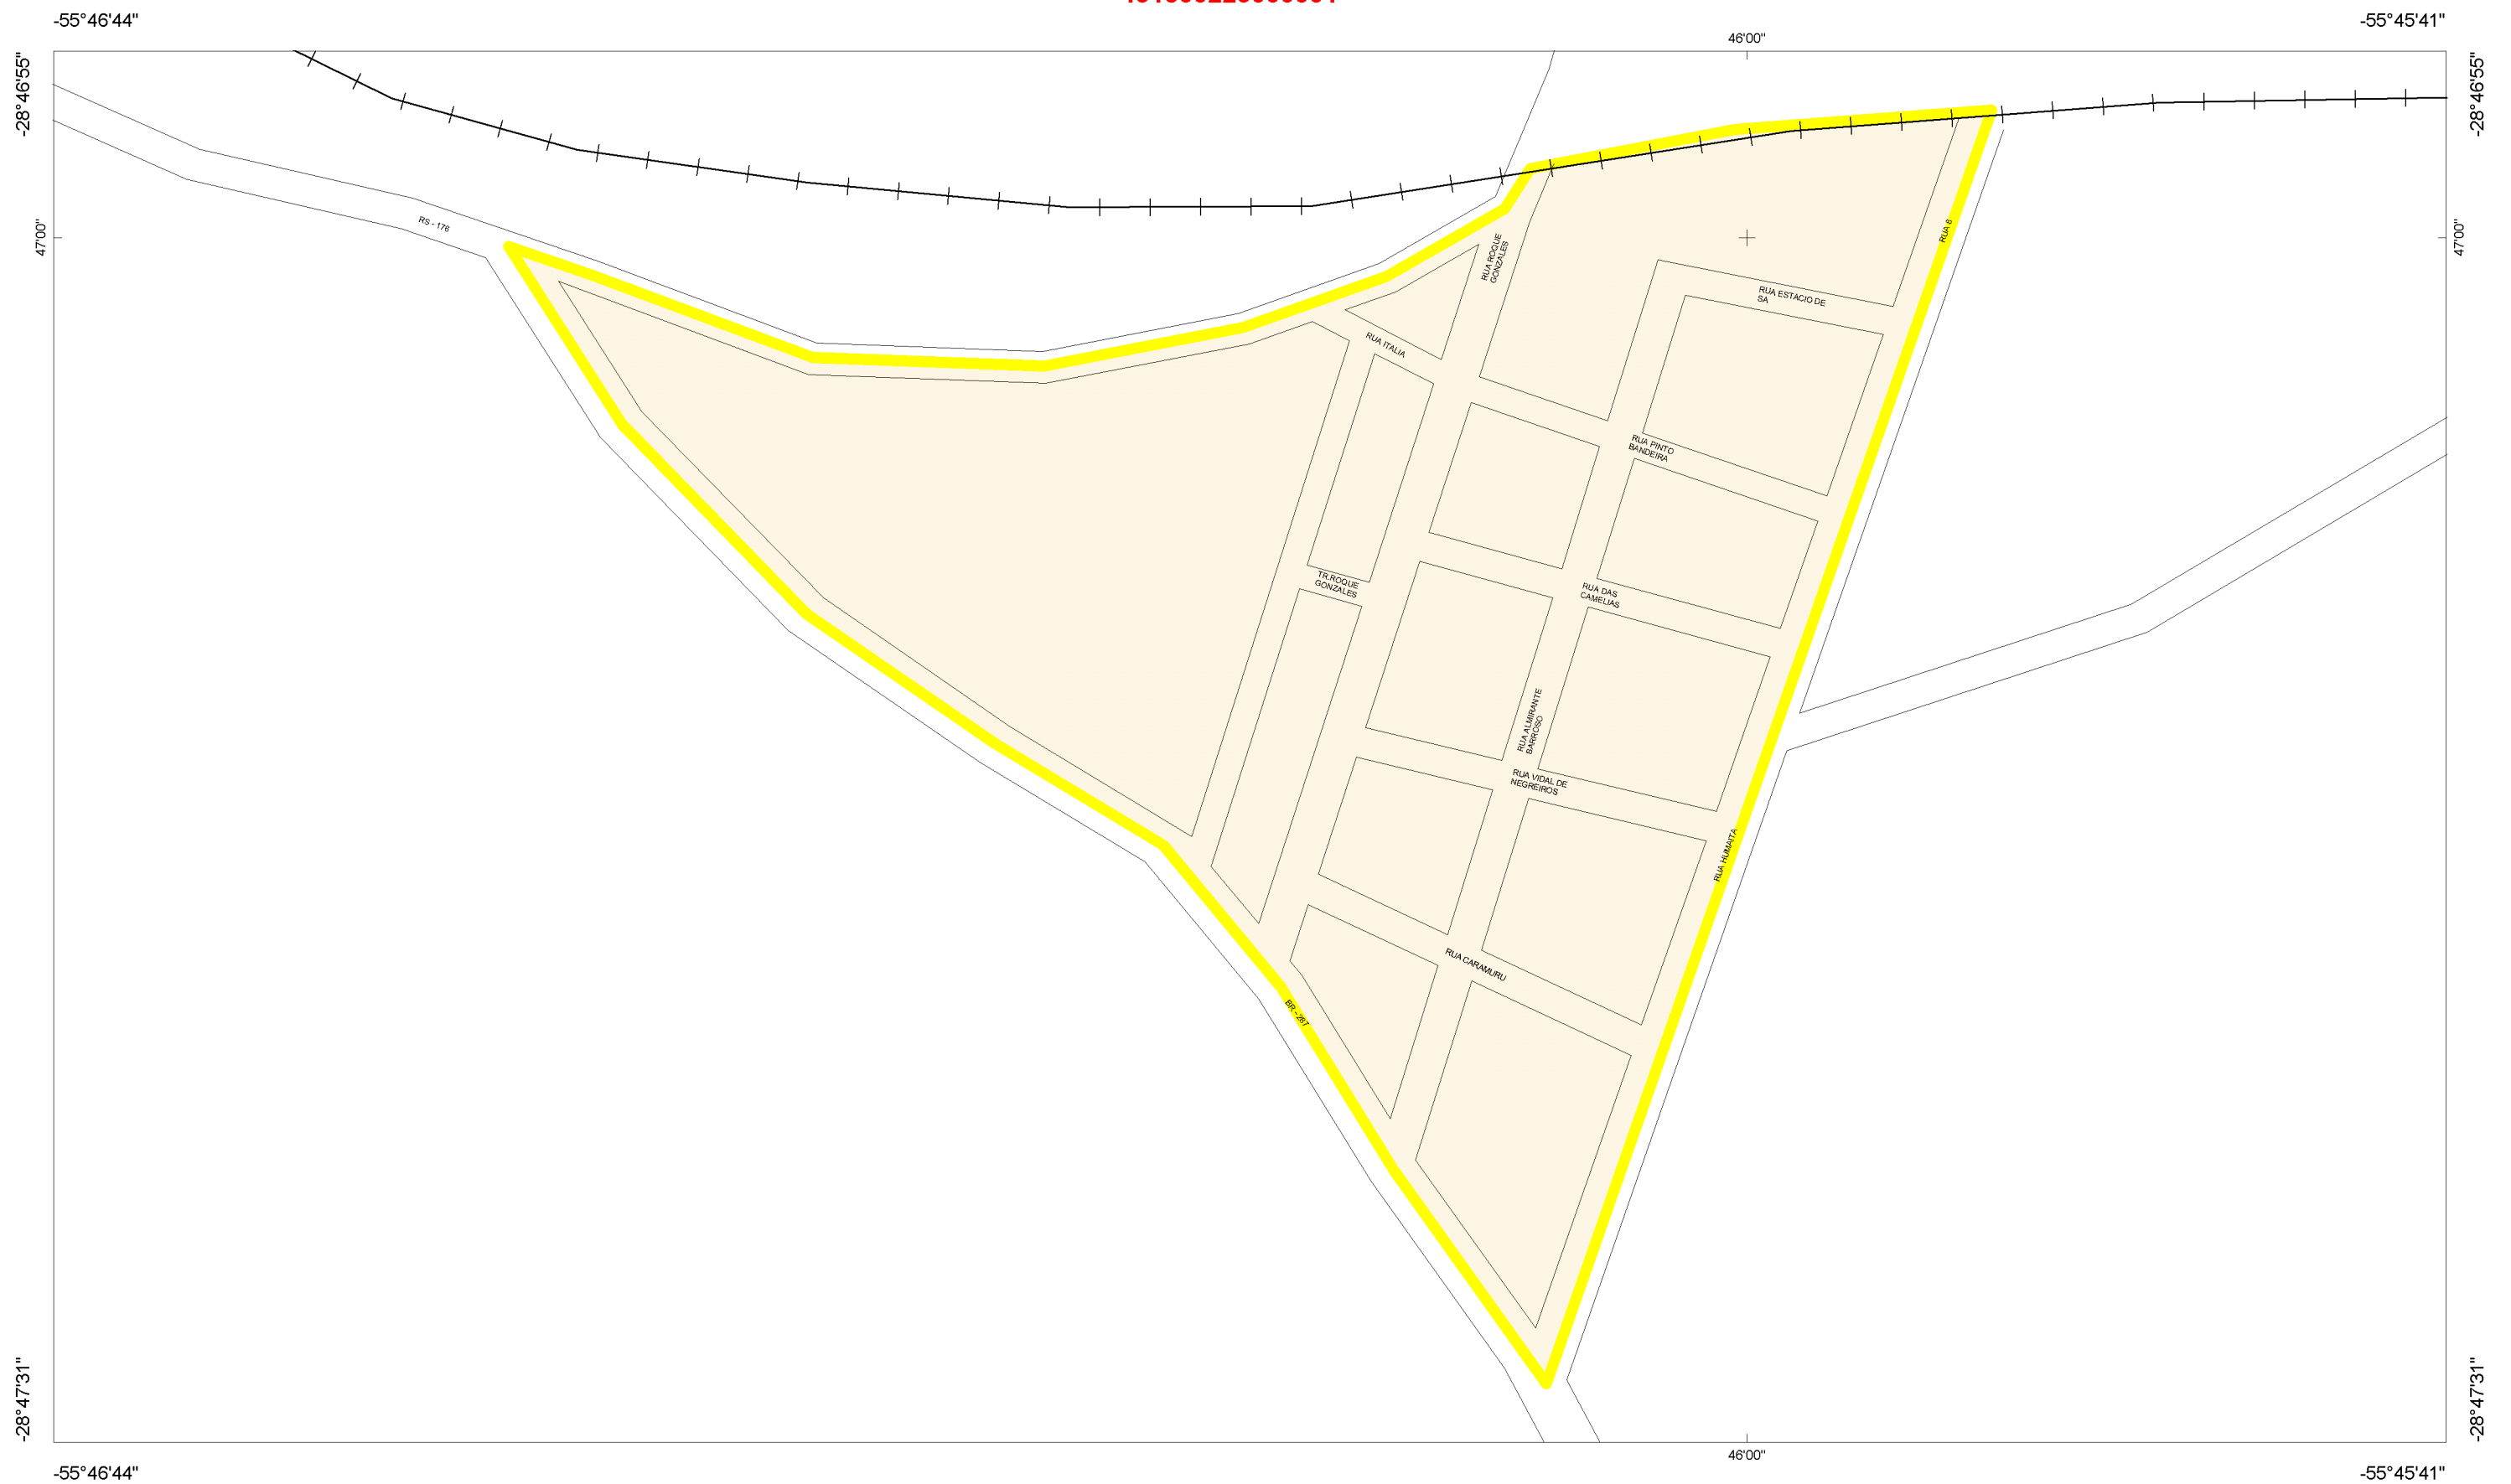 -55°46'44"
-55°45'41"
46'00"
-28°46'55"
-28°46'55"
47'00"
47'00"
RS - 176
RUA ROQUE
GONZALES
RUA 6
RUA ESTACIO DE
SA
RUA ITALIA
RUA PINTO
BANDEIRA
TR.ROQUE
GONZALES
RUA DAS
CAMELIAS
RUA ALMIRANTE
BARROSO
RUA VIDAL DE
NEGREIROS
RUA HUMAITA
RUA CARAMURU
BR - 287
-28°47'31"
-28°47'31"
46'00"
-55°46'44"
-55°45'41"